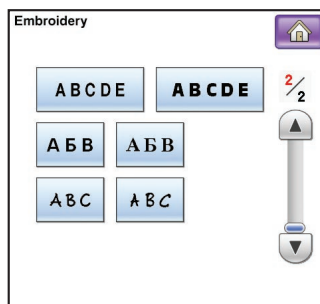 Embroidery
ABCDE ABCDE
2/2
АБВ АБВ
ABC ABC